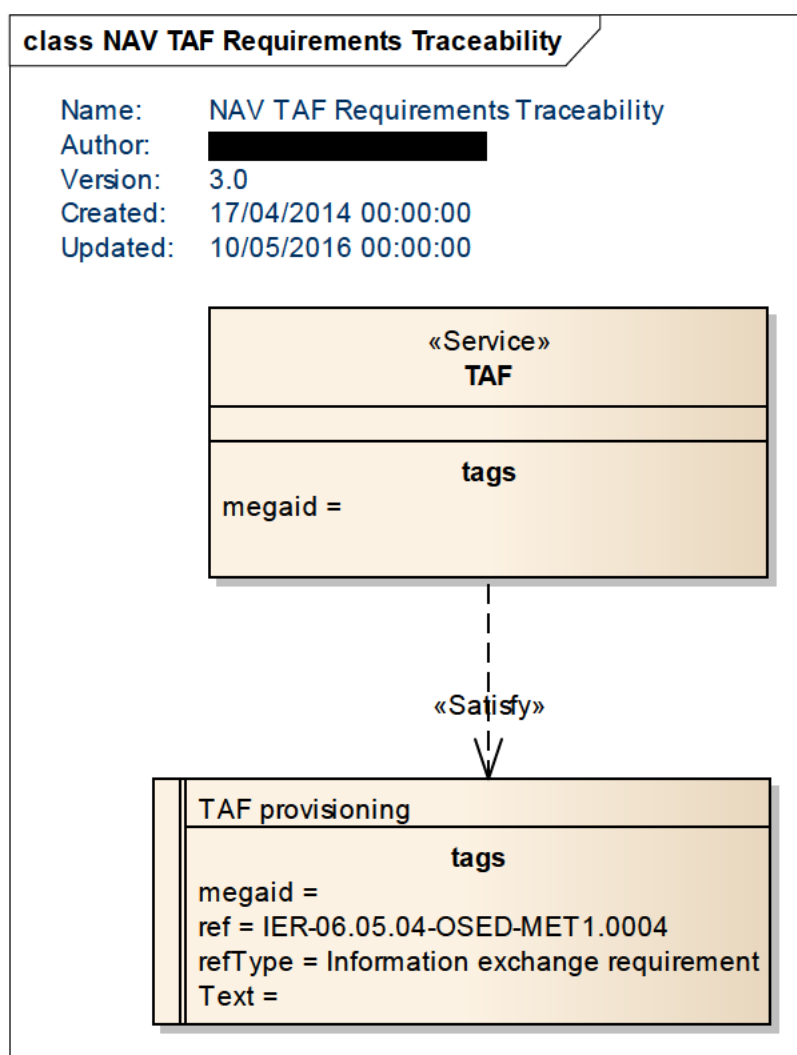 class NAV TAF Requirements Traceability
Name: NAV TAF Requirements Traceability
Author:
Version: 3.0
Created: 17/04/2014 00:00:00
Updated: 10/05/2016 00:00:00
«Service»
TAF
tags
megaid =
«Satisfy»
TAF provisioning
tags
megaid =
ref = IER-06.05.04-OSED-MET1.0004
refType = Information exchange requirement
Text =